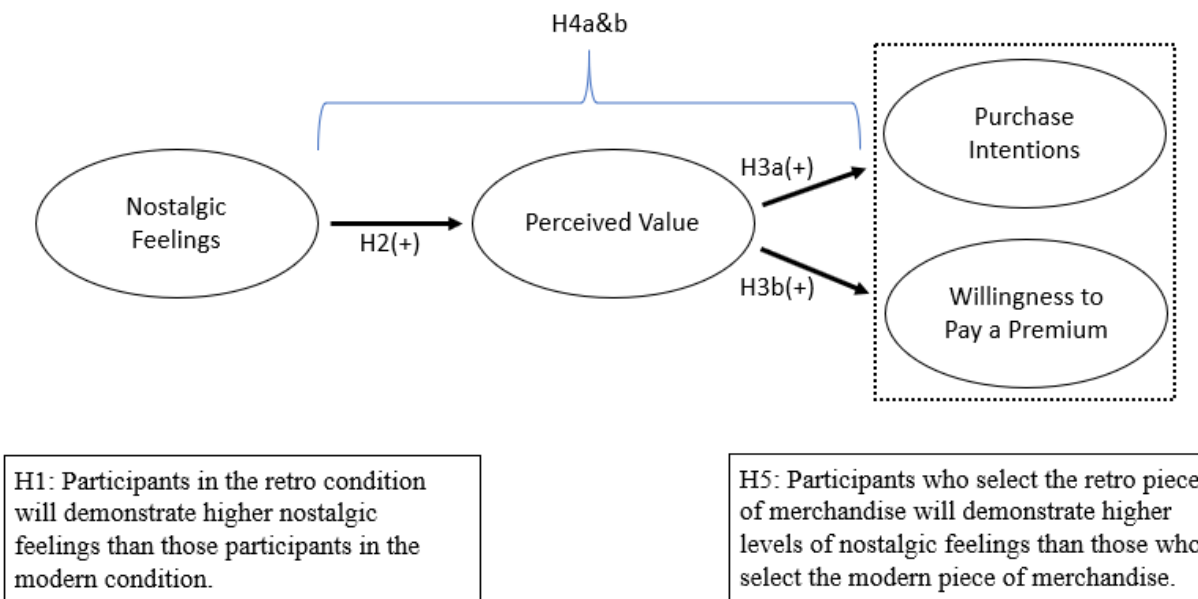 H4a&b
Purchase
Intentions
H3a(+)
Nostalgic
Feelings
H2(+)
Perceived Value
H3b(+)
Willingness to
Pay a Premium
H1: Participants in the retro condition
will demonstrate higher nostalgic
feelings than those participants in the
modern condition.
H5: Participants who select the retro piece
of merchandise will demonstrate higher
levels of nostalgic feelings than those who
select the modern piece of merchandise.